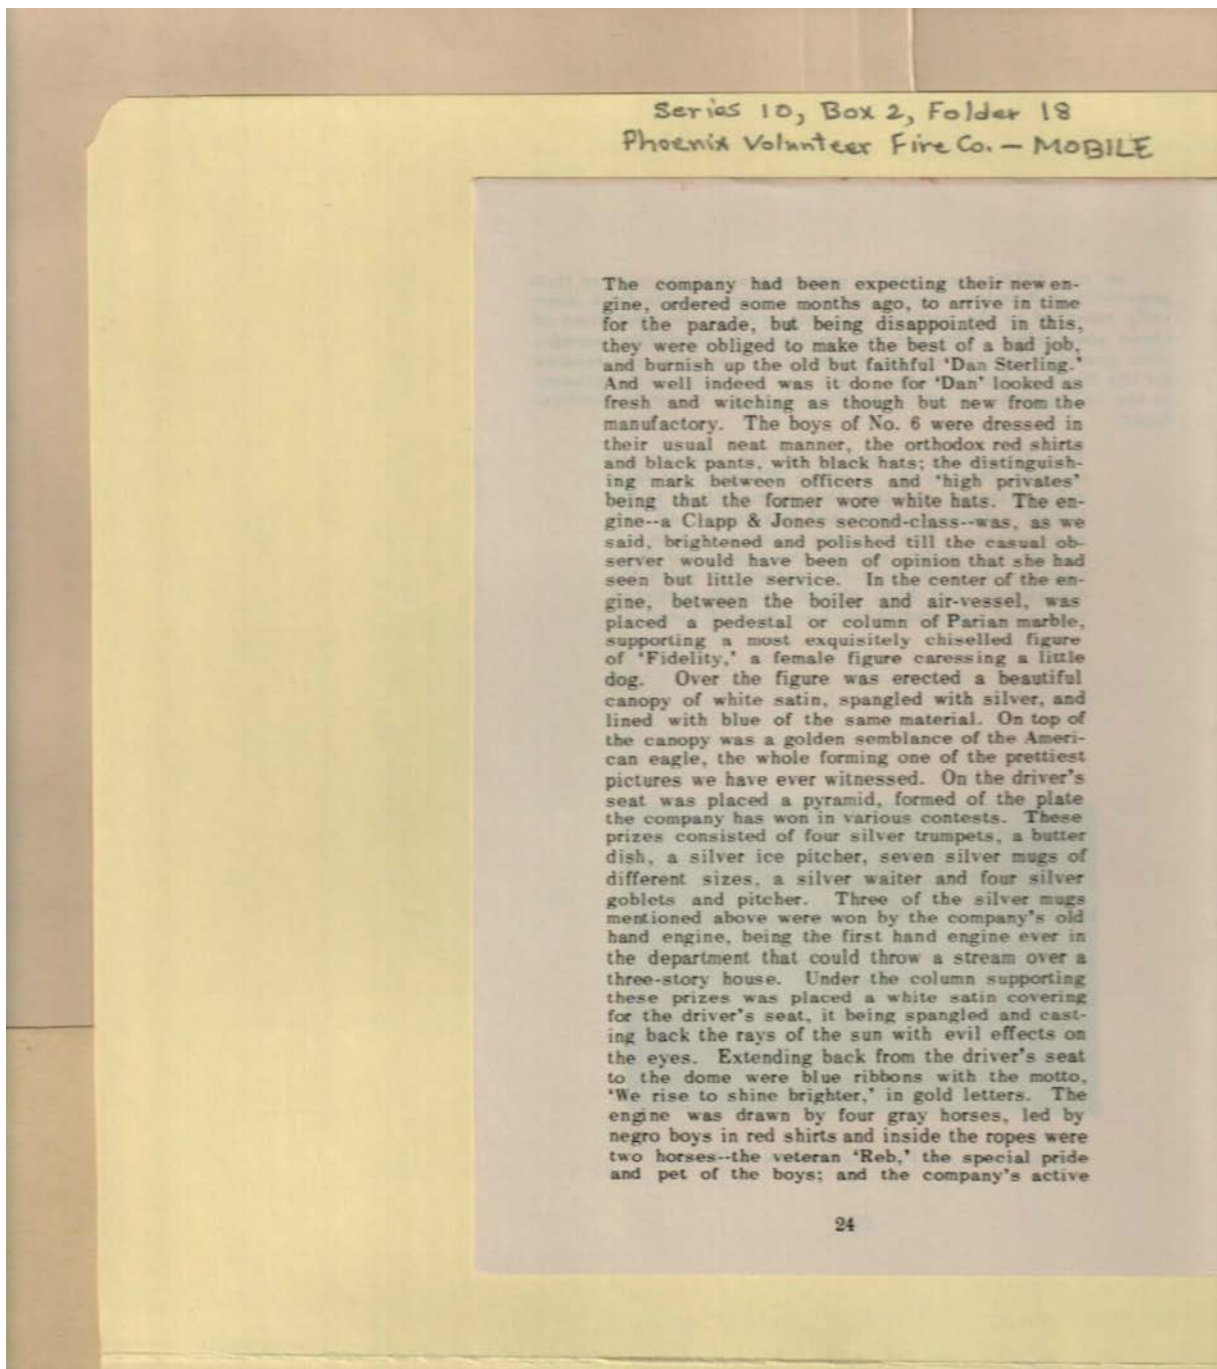 Series 10, Box 2, Folder 18
Phoenix Volunteer Fire Co. — MOBILE
The company had been expecting their new en-
gine, ordered some months ago, to arrive in time
for the parade, but being disappointed in this,
they were obliged to make the best of a bad job,
and burnish up the old but faithful ‘Dan Sterling.’
And well indeed was it done for ‘Dan’ looked as
fresh and witching as though but new from the
manufactory. The boys of No. 6 were dressed in
their usual neat manner, the orthodox red shirts
and black pants, with black hats; the distinguish-
ing mark between officers and ‘high privates’
being that the former wore white hats. The en-
gine--a Clapp & Jones second-class--was, as we
said, brightened and polished till the casual ob-
server would have been of opinion that she had
seen but little service. In the center of the en-
gine, between the boiler and air-vessel, was
placed a pedestal or column of Parian marble,
supporting a most exquisitely chiselled figure
of ‘Fidelity,’ a female figure caressing a little
dog. Over the figure was erected a beautiful
canopy of white satin, spangled with silver, and
lined with blue of the same material. On top of
the canopy was a golden semblance of the Ameri-
can eagle, the whole forming one of the prettiest
pictures we have ever witnessed. On the driver’s
seat was placed a pyramid, formed of the plate
the company has won in various contests. These
prizes consisted of four silver trumpets, a butter
dish, a silver ice pitcher, seven silver mugs of
different sizes, a silver waiter and four silver
goblets and pitcher. Three of the silver mugs
mentioned above were won by the company’s old
hand engine, being the first hand engine ever in
the department that could throw a stream over a
three-story house. Under the column supporting
these prizes was placed a white satin covering
for the driver’s seat, it being spangled and cast-
ing back the rays of the sun with evil effects on
the eyes. Extending back from the driver’s seat
to the dome were blue ribbons with the motto,
‘We rise to shine brighter,’ in gold letters. The
engine was drawn by four gray horses, led by
negro boys in red shirts and inside the ropes were
two horses--the veteran ‘Reb,’ the special pride
and pet of the boys; and the company’s active
24